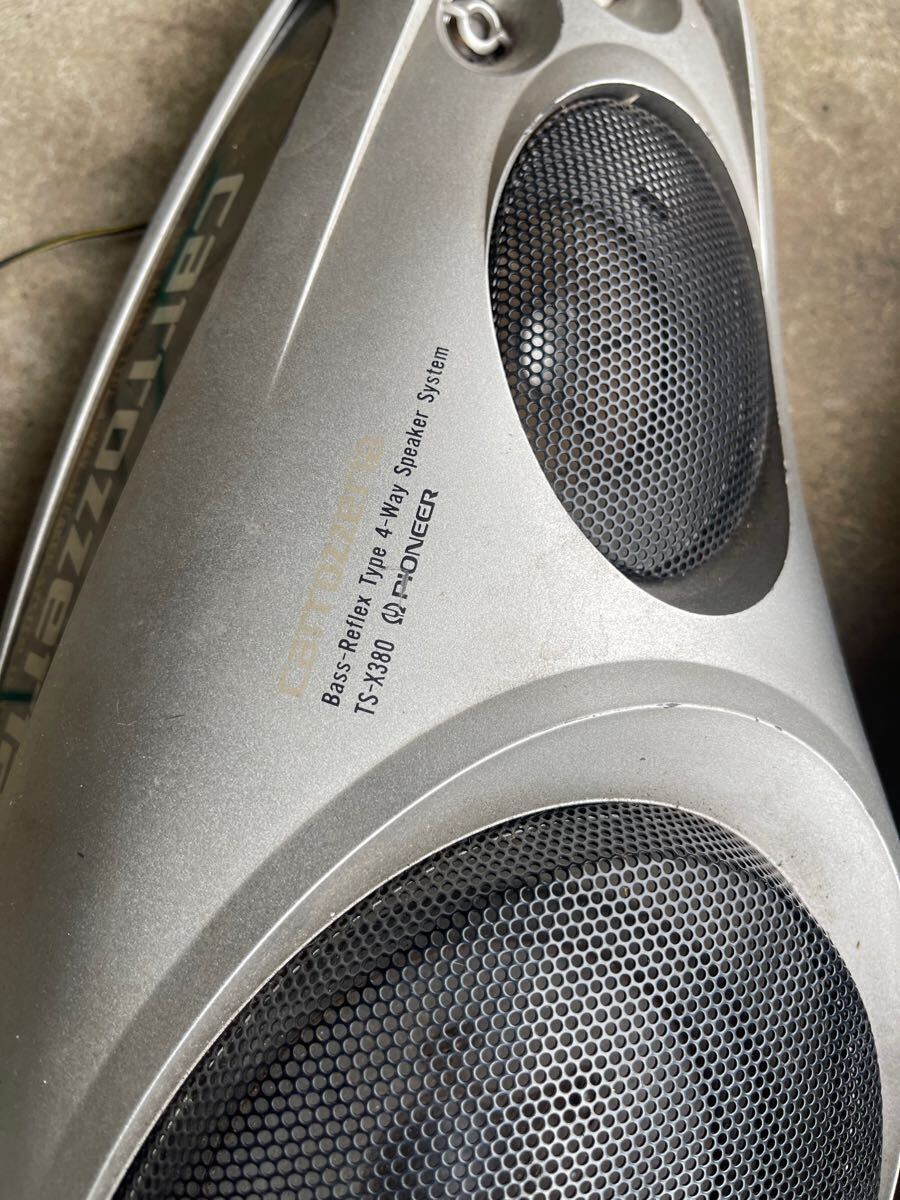 carrozzeria
carrozzeria
Bass-Reflex Type 4-Way Speaker System
TS-X380 PIONEER